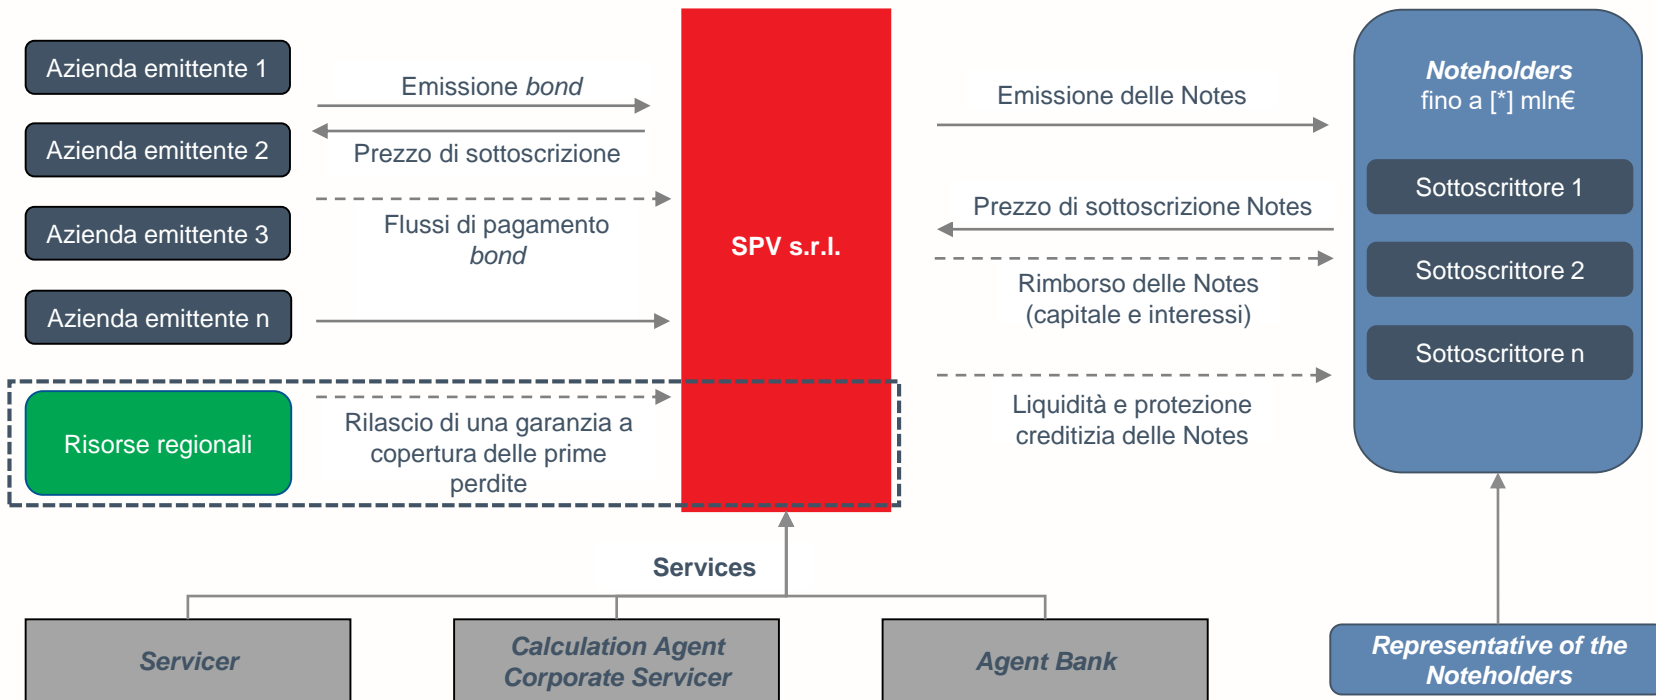 Azienda emittente 1
Azienda emittente 2
Azienda emittente 3
Azienda emittente n
Risorse regionali
Emissione bond
Prezzo di sottoscrizione
Flussi di pagamento
bond
Rilascio di una garanzia a
copertura delle prime
perdite
SPV s.r.l.
Emissione delle Notes
Prezzo di sottoscrizione Notes
Rimborso delle Notes
(capitale e interessi)
Liquidità e protezione
creditizia delle Notes
Noteholders
fino a [*] mln€
Sottoscrittore 1
Sottoscrittore 2
Sottoscrittore n
Services
Servicer
Calculation Agent
Corporate Servicer
Agent Bank
Representative of the
Noteholders